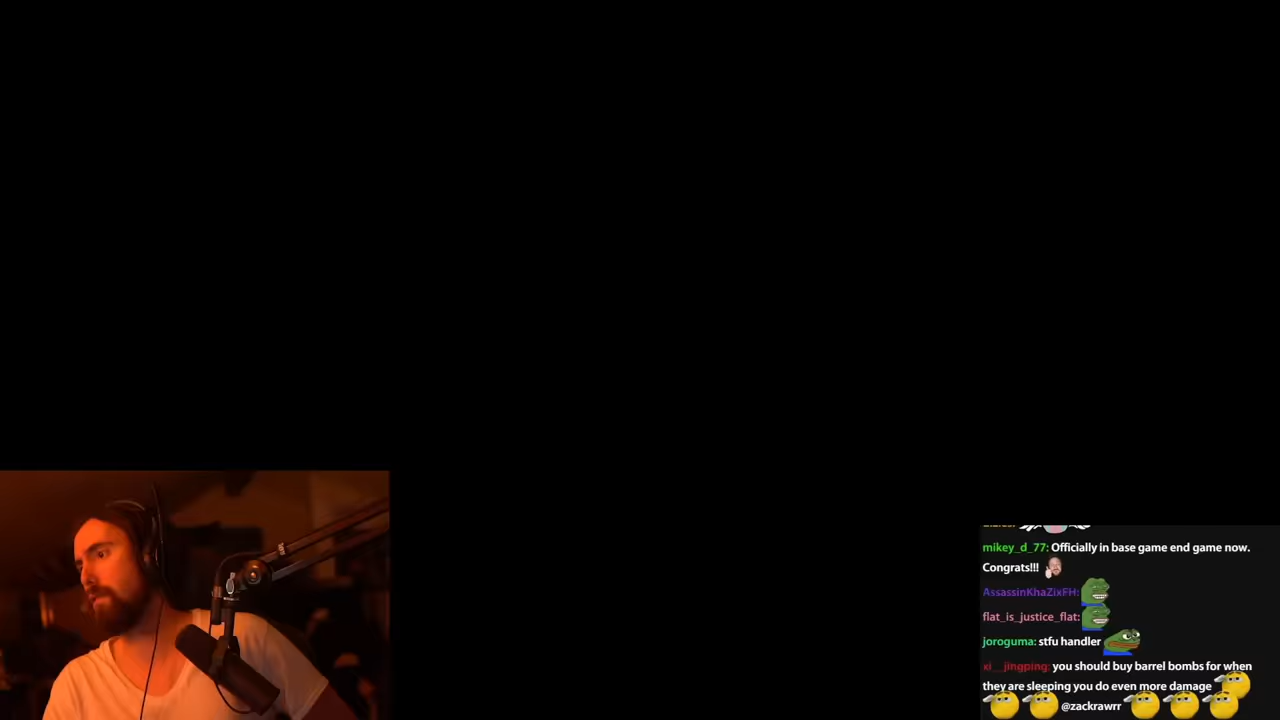 mikey_d_77: Officially in base game end game now.
Congrats!!!
AssassinKhaZixFH:
flat_is_justice_flat:
joroguma: stfu handler
xi__jingping: you should buy barrel bombs for when
they are sleeping you do even more damage
@zackrawrr